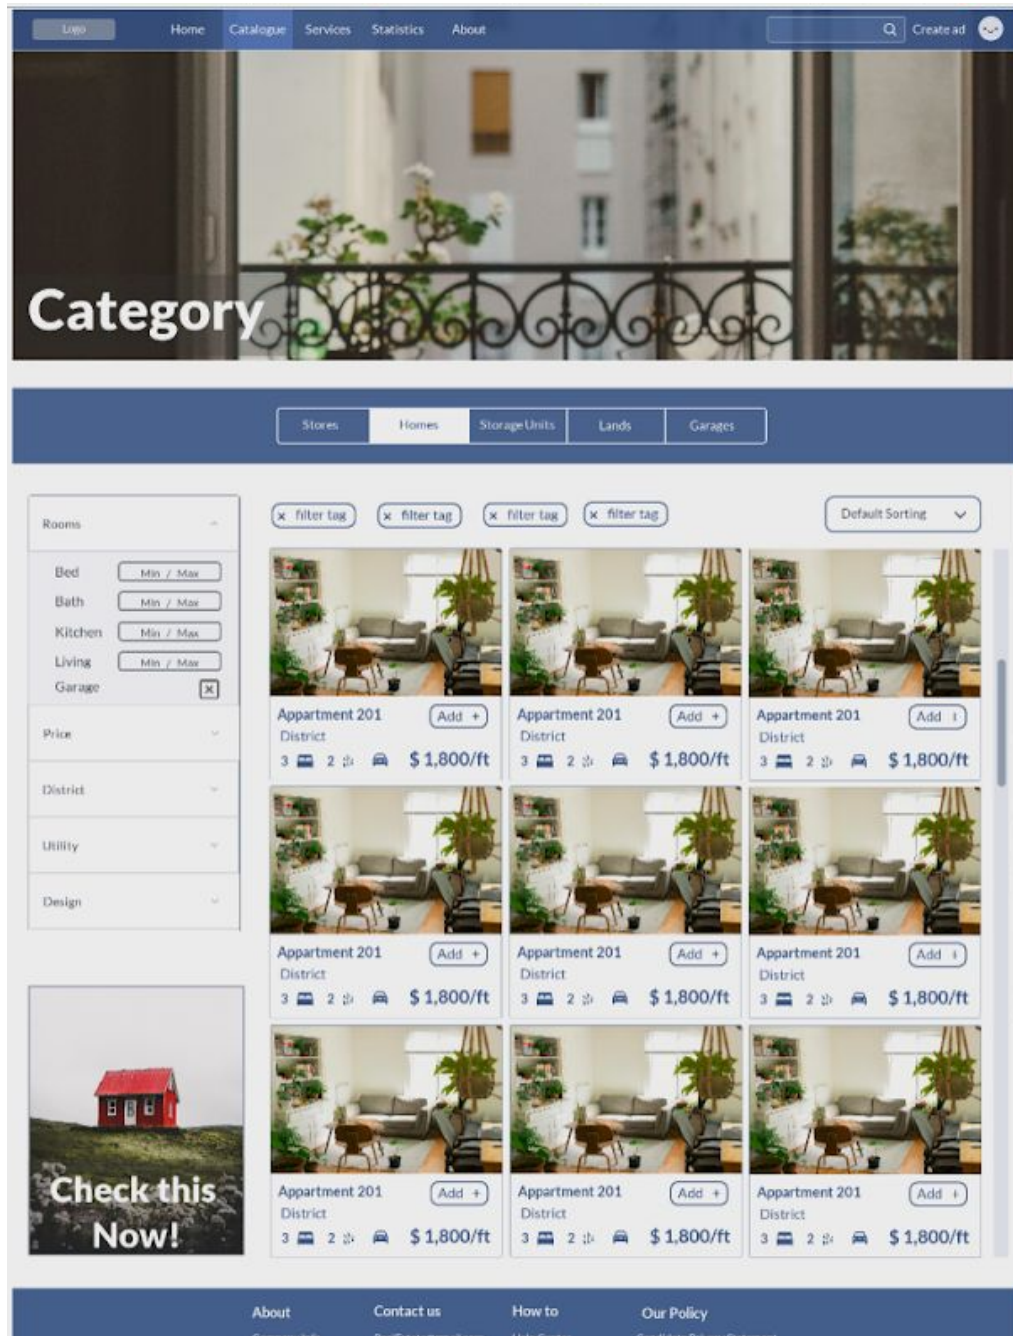 Logo Home Catalogue Services Statistics About Create ad
Category
Stores Homes Storage Units Lands Garages
Rooms
Bed Min / Max
Bath Min / Max
Kitchen Min / Max
Living Min / Max
Garage
Price
District
Utility
Design
Check this
Now!
× filter tag × filter tag × filter tag × filter tag Default Sorting
Appartment 201 Add + Appartment 201 Add + Appartment 201 Add +
District District District
3 2 $ 1,800/ft 3 2 $ 1,800/ft 3 2 $ 1,800/ft
Appartment 201 Add + Appartment 201 Add + Appartment 201 Add +
District District District
3 2 $ 1,800/ft 3 2 $ 1,800/ft 3 2 $ 1,800/ft
Appartment 201 Add + Appartment 201 Add + Appartment 201 Add +
District District District
3 2 $ 1,800/ft 3 2 $ 1,800/ft 3 2 $ 1,800/ft
About Contact us How to Our Policy